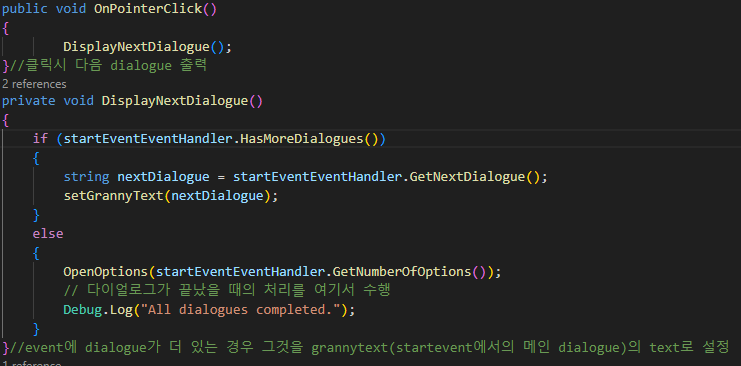 public void OnPointerClick()
{
DisplayNextDialogue();
}//클릭시 다음 dialogue 출력
2 references
private void DisplayNextDialogue()
{
if (startEventEventHandler.HasMoreDialogues())
{
string nextDialogue = startEventEventHandler.GetNextDialogue();
setGrannyText(nextDialogue);
}
else
{
OpenOptions(startEventEventHandler.GetNumberOfOptions());
// 다이얼로그가 끝났을 때의 처리를 여기서 수행
Debug.Log("All dialogues completed.");
}
}//event에 dialogue가 더 있는 경우 그것을 grannytext(startevent에서의 메인 dialogue)의 text로 설정
1 reference